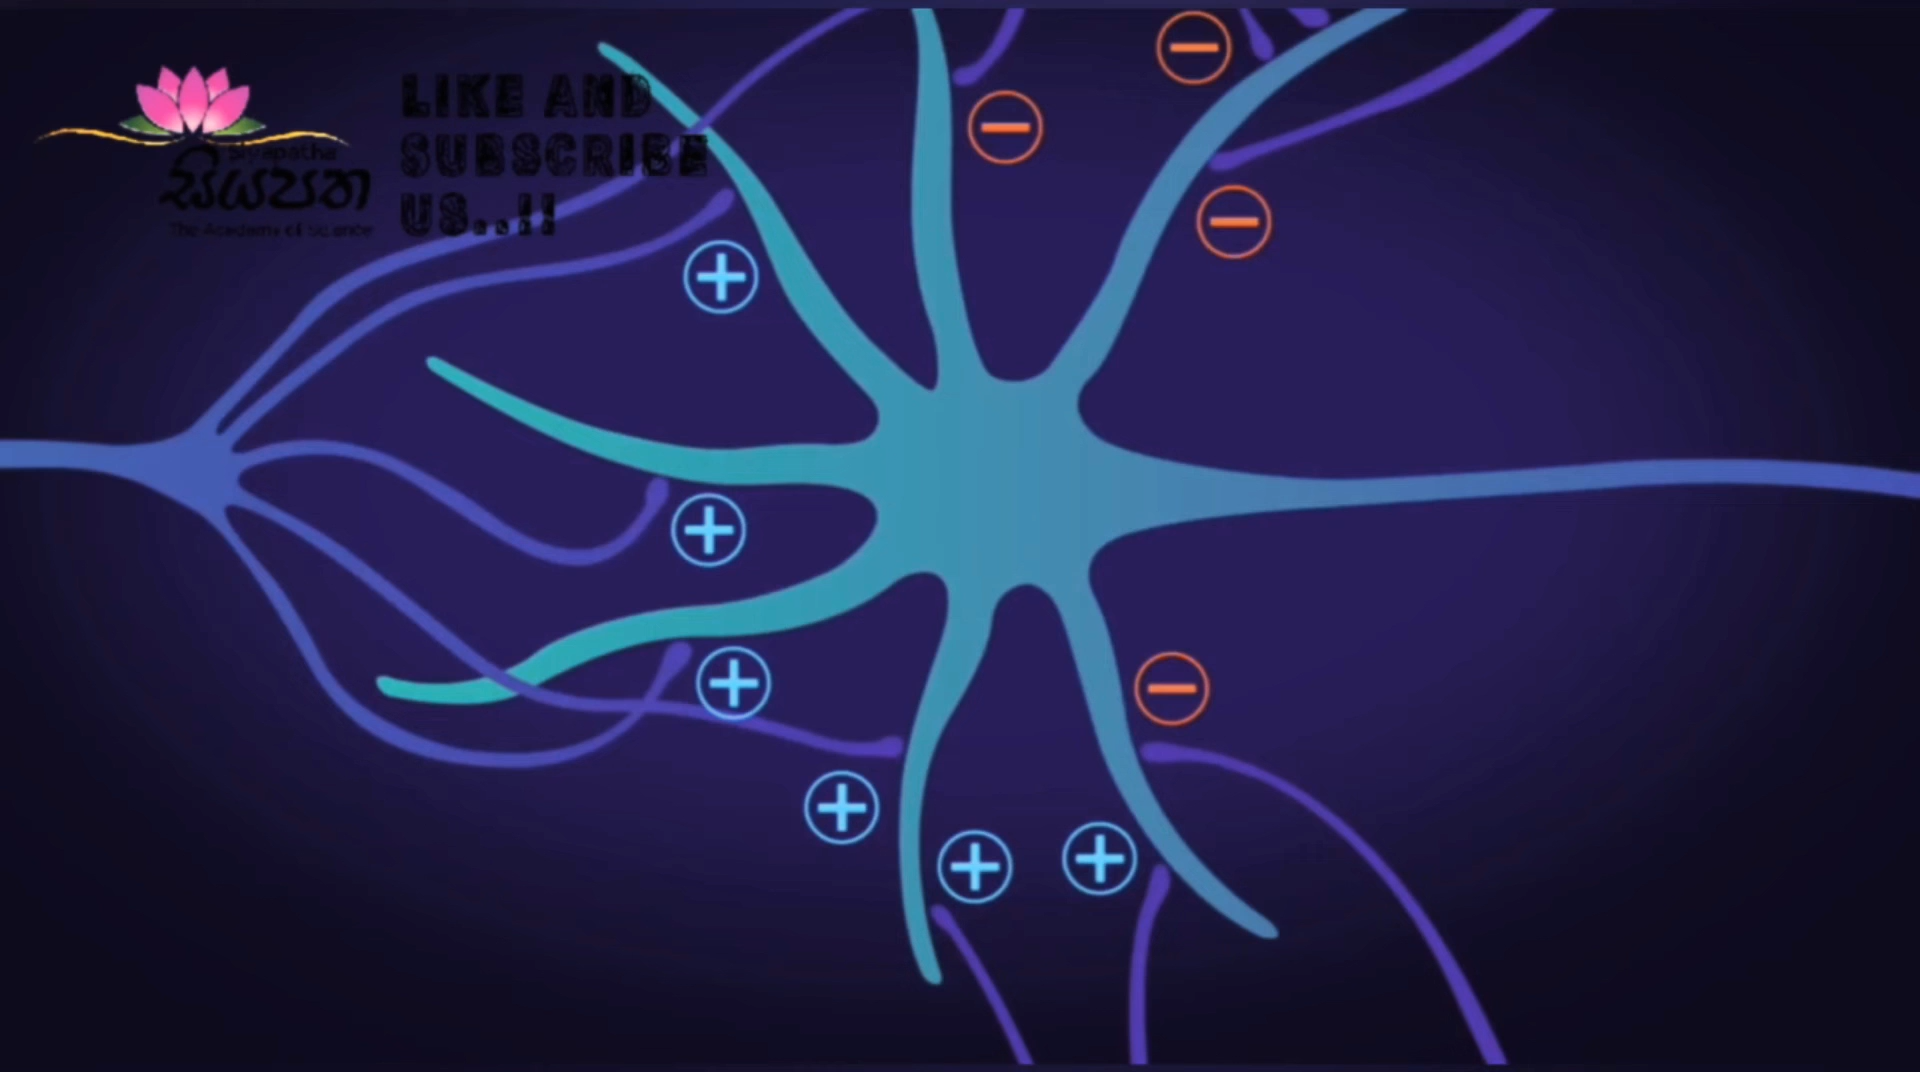 Siyapatha
සියපත
The Academy of Science
LIKE AND
SUBSCRIBE
US..!!